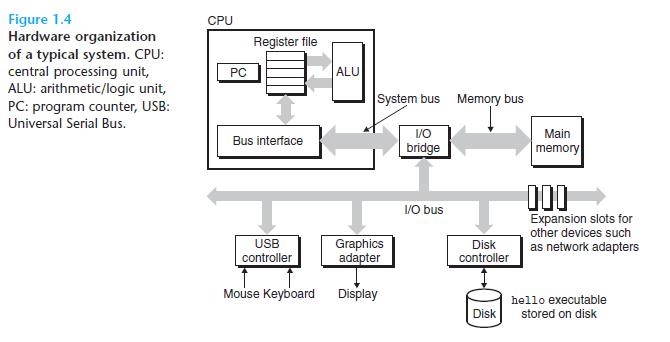 Figure 1.4
Hardware organization
of a typical system. CPU:
central processing unit,
ALU: arithmetic/logic unit,
PC: program counter, USB:
Universal Serial Bus.
CPU
Register file
PC
ALU
System bus
Memory bus
Bus interface
I/O
bridge
Main
memory
I/O bus
Expansion slots for
other devices such
as network adapters
USB
controller
Graphics
adapter
Disk
controller
Mouse Keyboard
Display
Disk
hello executable
stored on disk